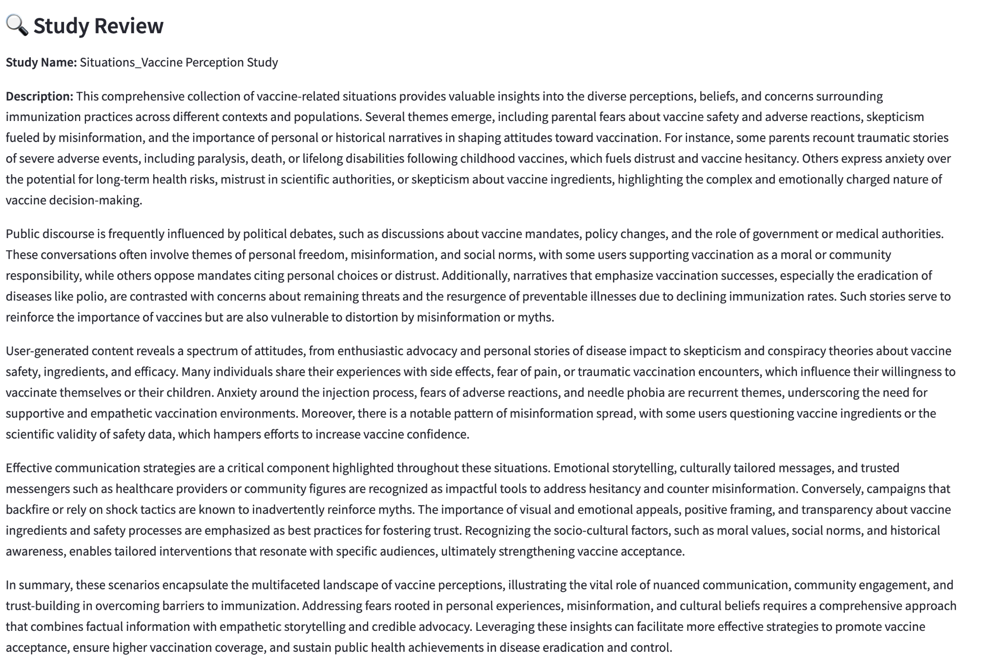 Study Review
Study Name: Situations_Vaccine Perception Study
Description: This comprehensive collection of vaccine-related situations provides valuable insights into the diverse perceptions, beliefs, and concerns surrounding
immunization practices across different contexts and populations. Several themes emerge, including parental fears about vaccine safety and adverse reactions, skepticism
fueled by misinformation, and the importance of personal or historical narratives in shaping attitudes toward vaccination. For instance, some parents recount traumatic stories
of severe adverse events, including paralysis, death, or lifelong disabilities following childhood vaccines, which fuels distrust and vaccine hesitancy. Others express anxiety over
the potential for long-term health risks, mistrust in scientific authorities, or skepticism about vaccine ingredients, highlighting the complex and emotionally charged nature of
vaccine decision-making.
Public discourse is frequently influenced by political debates, such as discussions about vaccine mandates, policy changes, and the role of government or medical authorities.
These conversations often involve themes of personal freedom, misinformation, and social norms, with some users supporting vaccination as a moral or community
responsibility, while others oppose mandates citing personal choices or distrust. Additionally, narratives that emphasize vaccination successes, especially the eradication of
diseases like polio, are contrasted with concerns about remaining threats and the resurgence of preventable illnesses due to declining immunization rates. Such stories serve to
reinforce the importance of vaccines but are also vulnerable to distortion by misinformation or myths.
User-generated content reveals a spectrum of attitudes, from enthusiastic advocacy and personal stories of disease impact to skepticism and conspiracy theories about vaccine
safety, ingredients, and efficacy. Many individuals share their experiences with side effects, fear of pain, or traumatic vaccination encounters, which influence their willingness to
vaccinate themselves or their children. Anxiety around the injection process, fears of adverse reactions, and needle phobia are recurrent themes, underscoring the need for
supportive and empathetic vaccination environments. Moreover, there is a notable pattern of misinformation spread, with some users questioning vaccine ingredients or the
scientific validity of safety data, which hampers efforts to increase vaccine confidence.
Effective communication strategies are a critical component highlighted throughout these situations. Emotional storytelling, culturally tailored messages, and trusted
messengers such as healthcare providers or community figures are recognized as impactful tools to address hesitancy and counter misinformation. Conversely, campaigns that
backfire or rely on shock tactics are known to inadvertently reinforce myths. The importance of visual and emotional appeals, positive framing, and transparency about vaccine
ingredients and safety processes are emphasized as best practices for fostering trust. Recognizing the socio-cultural factors, such as moral values, social norms, and historical
awareness, enables tailored interventions that resonate with specific audiences, ultimately strengthening vaccine acceptance.
In summary, these scenarios encapsulate the multifaceted landscape of vaccine perceptions, illustrating the vital role of nuanced communication, community engagement, and
trust-building in overcoming barriers to immunization. Addressing fears rooted in personal experiences, misinformation, and cultural beliefs requires a comprehensive approach
that combines factual information with empathetic storytelling and credible advocacy. Leveraging these insights can facilitate more effective strategies to promote vaccine
acceptance, ensure higher vaccination coverage, and sustain public health achievements in disease eradication and control.